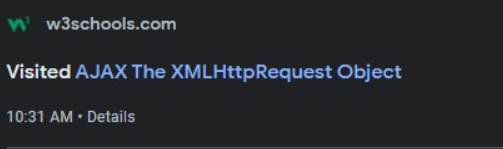 w3schools.com
Visited AJAX The XMLHttpRequest Object
10:31 AM • Details